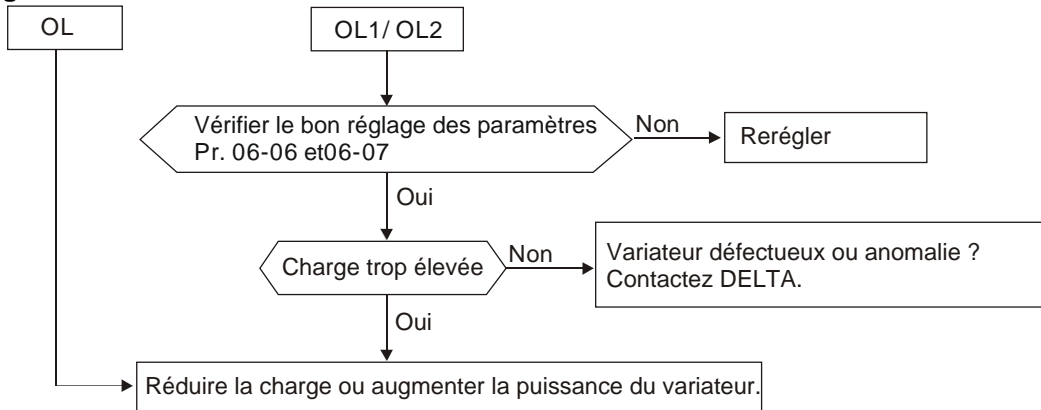 OL
OL1/ OL2
Vérifier le bon réglage des paramètres
Pr. 06-06 et06-07
Non
Rerégler
Oui
Charge trop élevée
Non
Variateur défectueux ou anomalie ?
Contactez DELTA.
Oui
Réduire la charge ou augmenter la puissance du variateur.